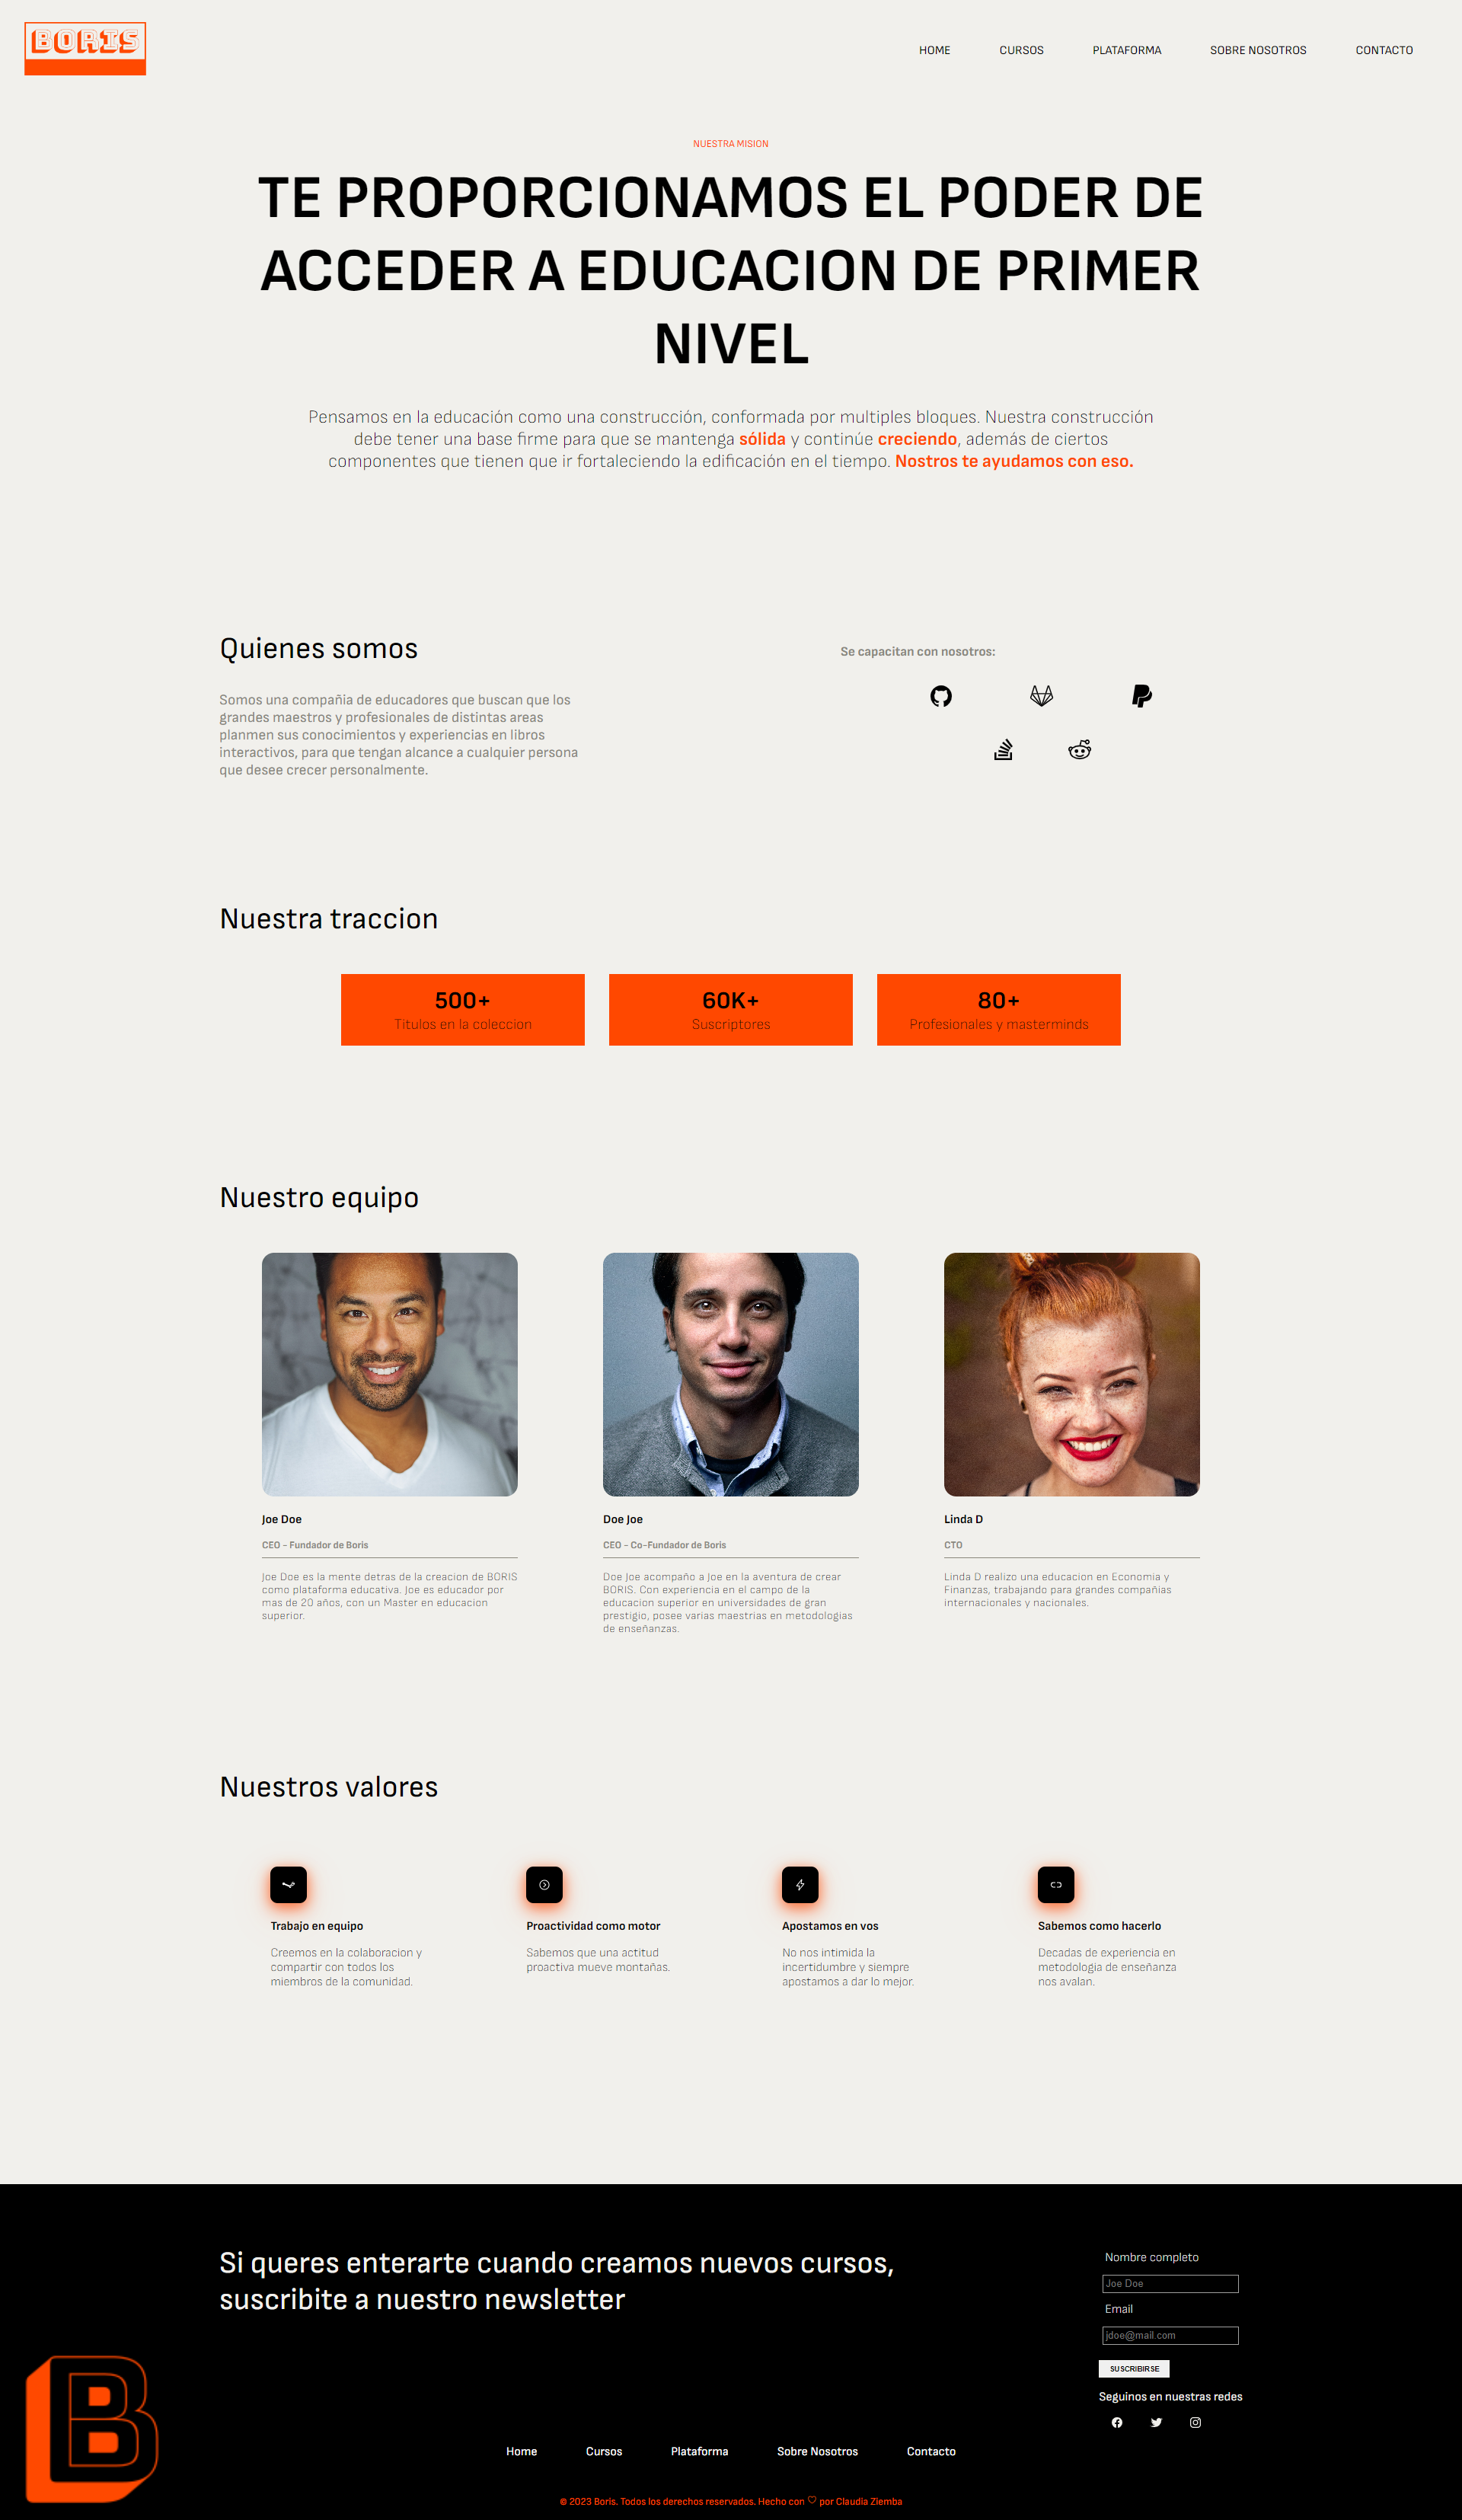 BORIS
HOME CURSOS PLATAFORMA SOBRE NOSOTROS CONTACTO
NUESTRA MISION
TE PROPORCIONAMOS EL PODER DE
ACCEDER A EDUCACION DE PRIMER
NIVEL
Pensamos en la educación como una construcción, conformada por multiples bloques. Nuestra construcción
debe tener una base firme para que se mantenga sólida y continúe creciendo, además de ciertos
componentes que tienen que ir fortaleciendo la edificación en el tiempo. Nostros te ayudamos con eso.
Quienes somos
Somos una compañia de educadores que buscan que los
grandes maestros y profesionales de distintas areas
planmen sus conocimientos y experiencias en libros
interactivos, para que tengan alcance a cualquier persona
que desee crecer personalmente.
Se capacitan con nosotros:
Nuestra traccion
500+
Titulos en la coleccion
60K+
Suscriptores
80+
Profesionales y masterminds
Nuestro equipo
Joe Doe
CEO - Fundador de Boris
Joe Doe es la mente detras de la creacion de BORIS
como plataforma educativa. Joe es educador por
mas de 20 años, con un Master en educacion
superior.
Doe Joe
CEO - Co-Fundador de Boris
Doe Joe acompaño a Joe en la aventura de crear
BORIS. Con experiencia en el campo de la
educacion superior en universidades de gran
prestigio, posee varias maestrias en metodologias
de enseñanzas.
Linda D
CTO
Linda D realizo una educacion en Economia y
Finanzas, trabajando para grandes compañias
internacionales y nacionales.
Nuestros valores
Trabajo en equipo
Creemos en la colaboracion y
compartir con todos los
miembros de la comunidad.
Proactividad como motor
Sabemos que una actitud
proactiva mueve montañas.
Apostamos en vos
No nos intimida la
incertidumbre y siempre
apostamos a dar lo mejor.
Sabemos como hacerlo
Decadas de experiencia en
metodologia de enseñanza
nos avalan.
Si queres enterarte cuando creamos nuevos cursos,
suscribite a nuestro newsletter
Nombre completo
Joe Doe
Email
jdoe@mail.com
SUSCRIBIRSE
Seguinos en nuestras redes
B
Home Cursos Plataforma Sobre Nosotros Contacto
© 2023 Boris. Todos los derechos reservados. Hecho con ♡ por Claudia Ziemba